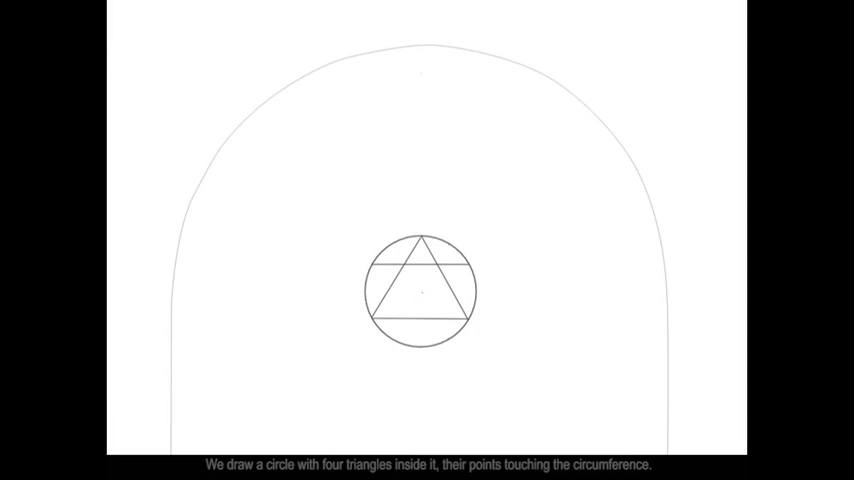 We draw a circle with four triangles inside it, their points touching the circumference.